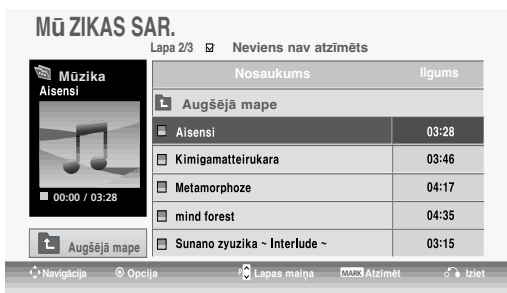 Mū ZIKAS SAR.
Lapa 2/3 Neviens nav atzīmēts
Mūzika
Aisensi
00:00 / 03:28
Augšējā mape
Nosaukums Ilgums
Augšējā mape
Aisensi 03:28
Kimigamatteirukara 03:46
Metamorphoze 04:17
mind forest 04:35
Sunano zyuzika ~ Interlude ~ 03:15
Navigācija Opcija P Lapas maiņa MARK Atzīmēt Iziet